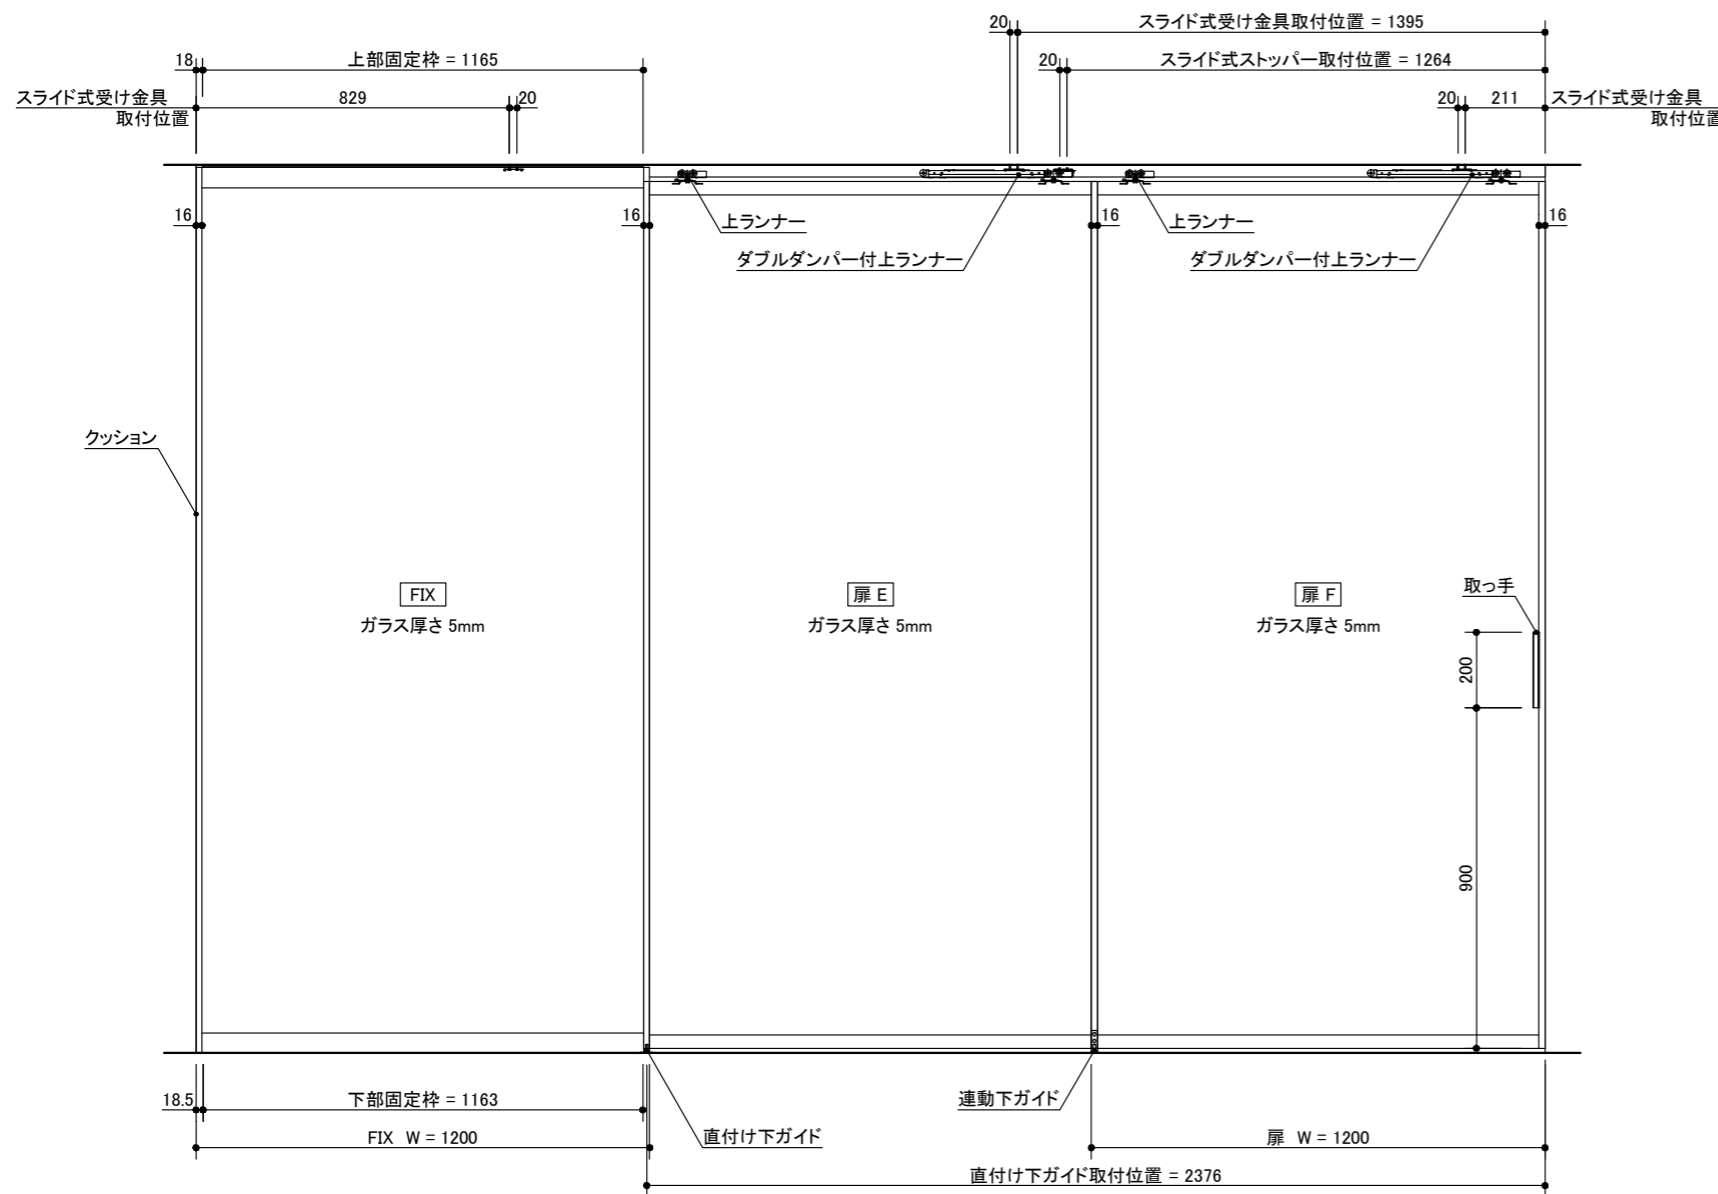 20 スライド式受け金具取付位置 = 1395
18 上部固定枠 = 1165 20 スライド式ストッパー取付位置 = 1264
スライド式受け金具 829 20 20 211 スライド式受け金具
取付位置 取付位置
16 16 上ランナー 16 上ランナー 16
ダブルダンパー付上ランナー ダブルダンパー付上ランナー
クッション
FIX 扉 E 扉 F 取っ手
ガラス厚さ 5mm ガラス厚さ 5mm ガラス厚さ 5mm
200
900
18.5 下部固定枠 = 1163 連動下ガイド
FIX W = 1200 直付け下ガイド 扉 W = 1200
直付け下ガイド取付位置 = 2376